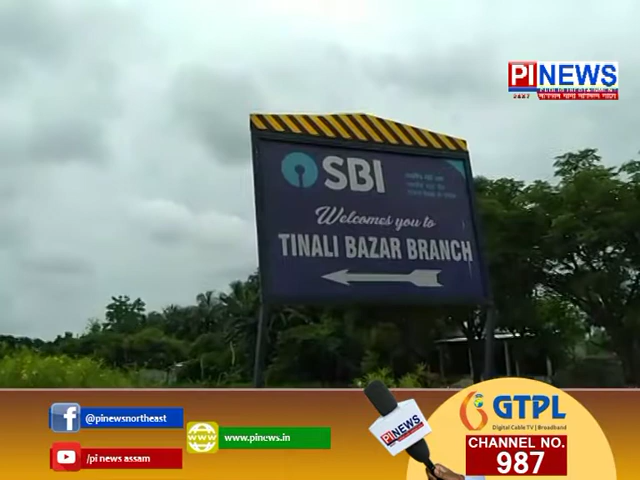 PI NEWS
24X7
SBI
Welcomes you to
TINALI BAZAR BRANCH
@pinewsnortheast
www.pinews.in
/pi news assam
PI NEWS
GTPL
Digital Cable TV | Broadband
CHANNEL NO.
987